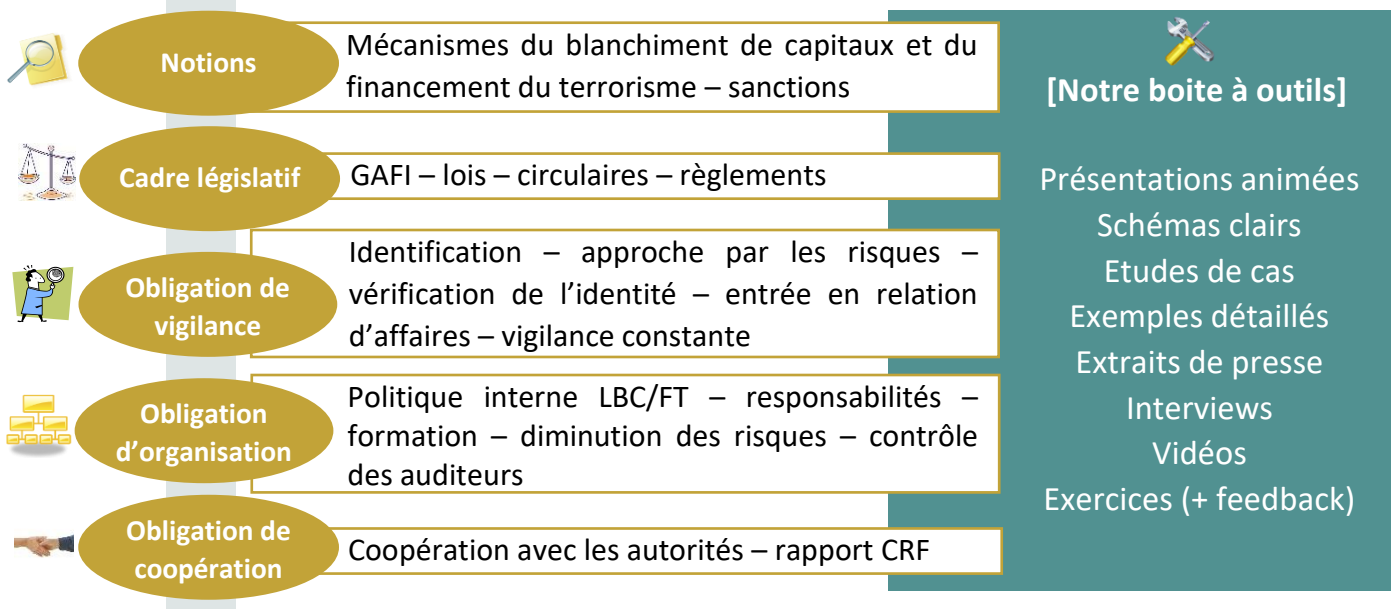 Notions
Mécanismes du blanchiment de capitaux et du
financement du terrorisme – sanctions
Cadre législatif
GAFI – lois – circulaires – règlements
Obligation de
vigilance
Identification – approche par les risques –
vérification de l’identité – entrée en relation
d’affaires – vigilance constante
Obligation
d’organisation
Politique interne LBC/FT – responsabilités –
formation – diminution des risques – contrôle
des auditeurs
Obligation de
coopération
Coopération avec les autorités – rapport CRF
[Notre boite à outils]
Présentations animées
Schémas clairs
Etudes de cas
Exemples détaillés
Extraits de presse
Interviews
Vidéos
Exercices (+ feedback)